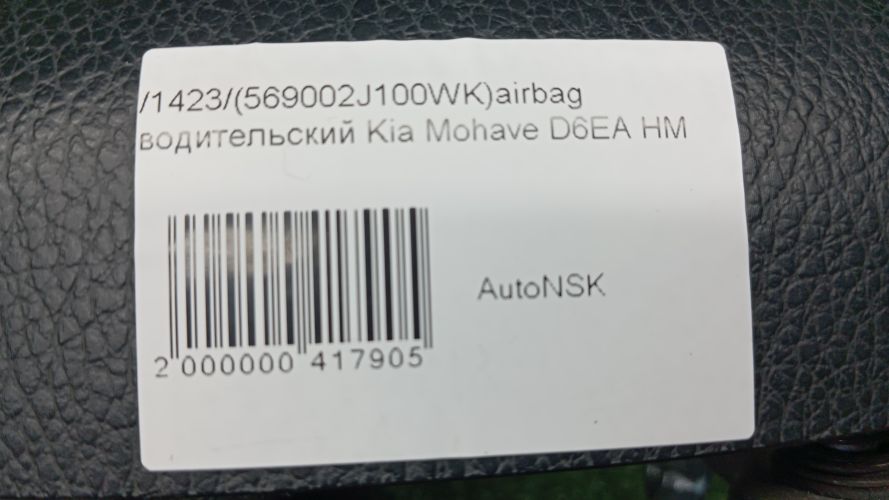 /1423/(569002J100WK)airbag
водительский Kia Mohave D6EA HM
AutoNSK
2 000000 417905